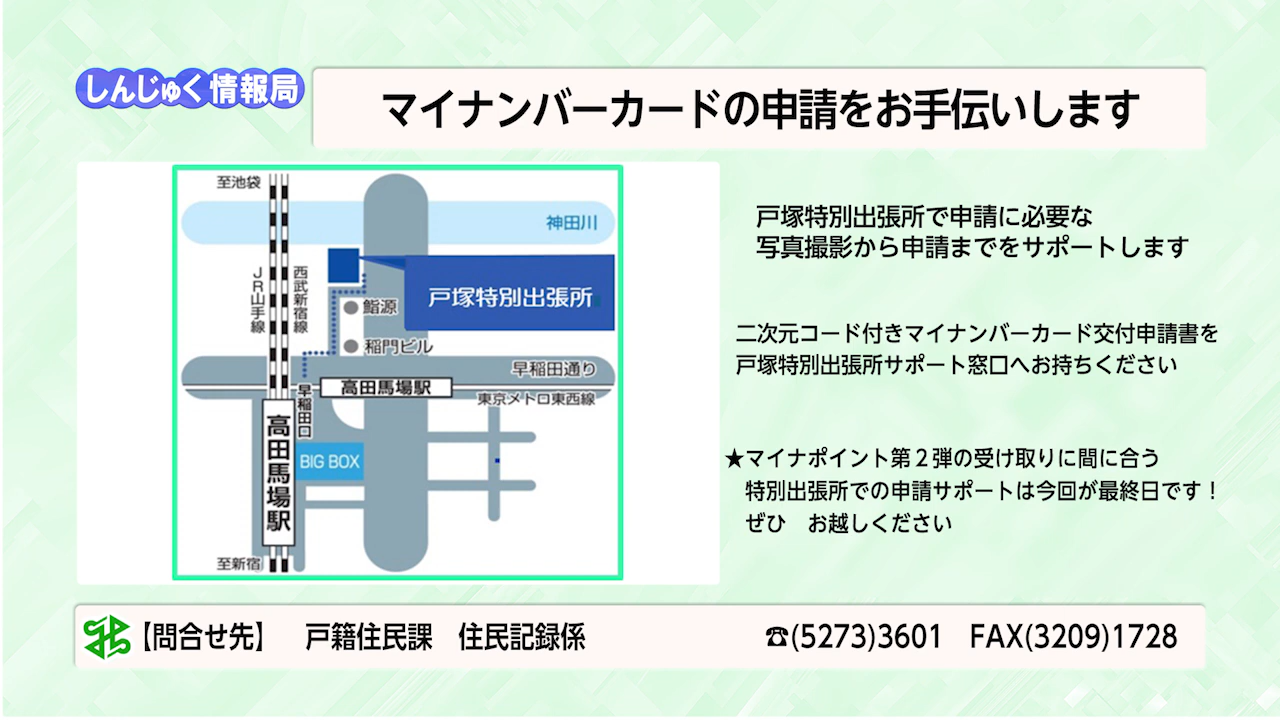 しんじゅく情報局
マイナンバーカードの申請をお手伝いします
至池袋
神田川
JR山手線
西武新宿線
戸塚特別出張所
鮨源
稲門ビル
早稲田通り
高田馬場駅
早稲田口
東京メトロ東西線
高田馬場駅
BIG BOX
至新宿
戸塚特別出張所で申請に必要な
写真撮影から申請までをサポートします
二次元コード付きマイナンバーカード交付申請書を
戸塚特別出張所サポート窓口へお持ちください
★マイナポイント第2弾の受け取りに間に合う
特別出張所での申請サポートは今回が最終日です！
ぜひ　お越しください
【問合せ先】　戸籍住民課　住民記録係　☎(5273)3601　FAX(3209)1728